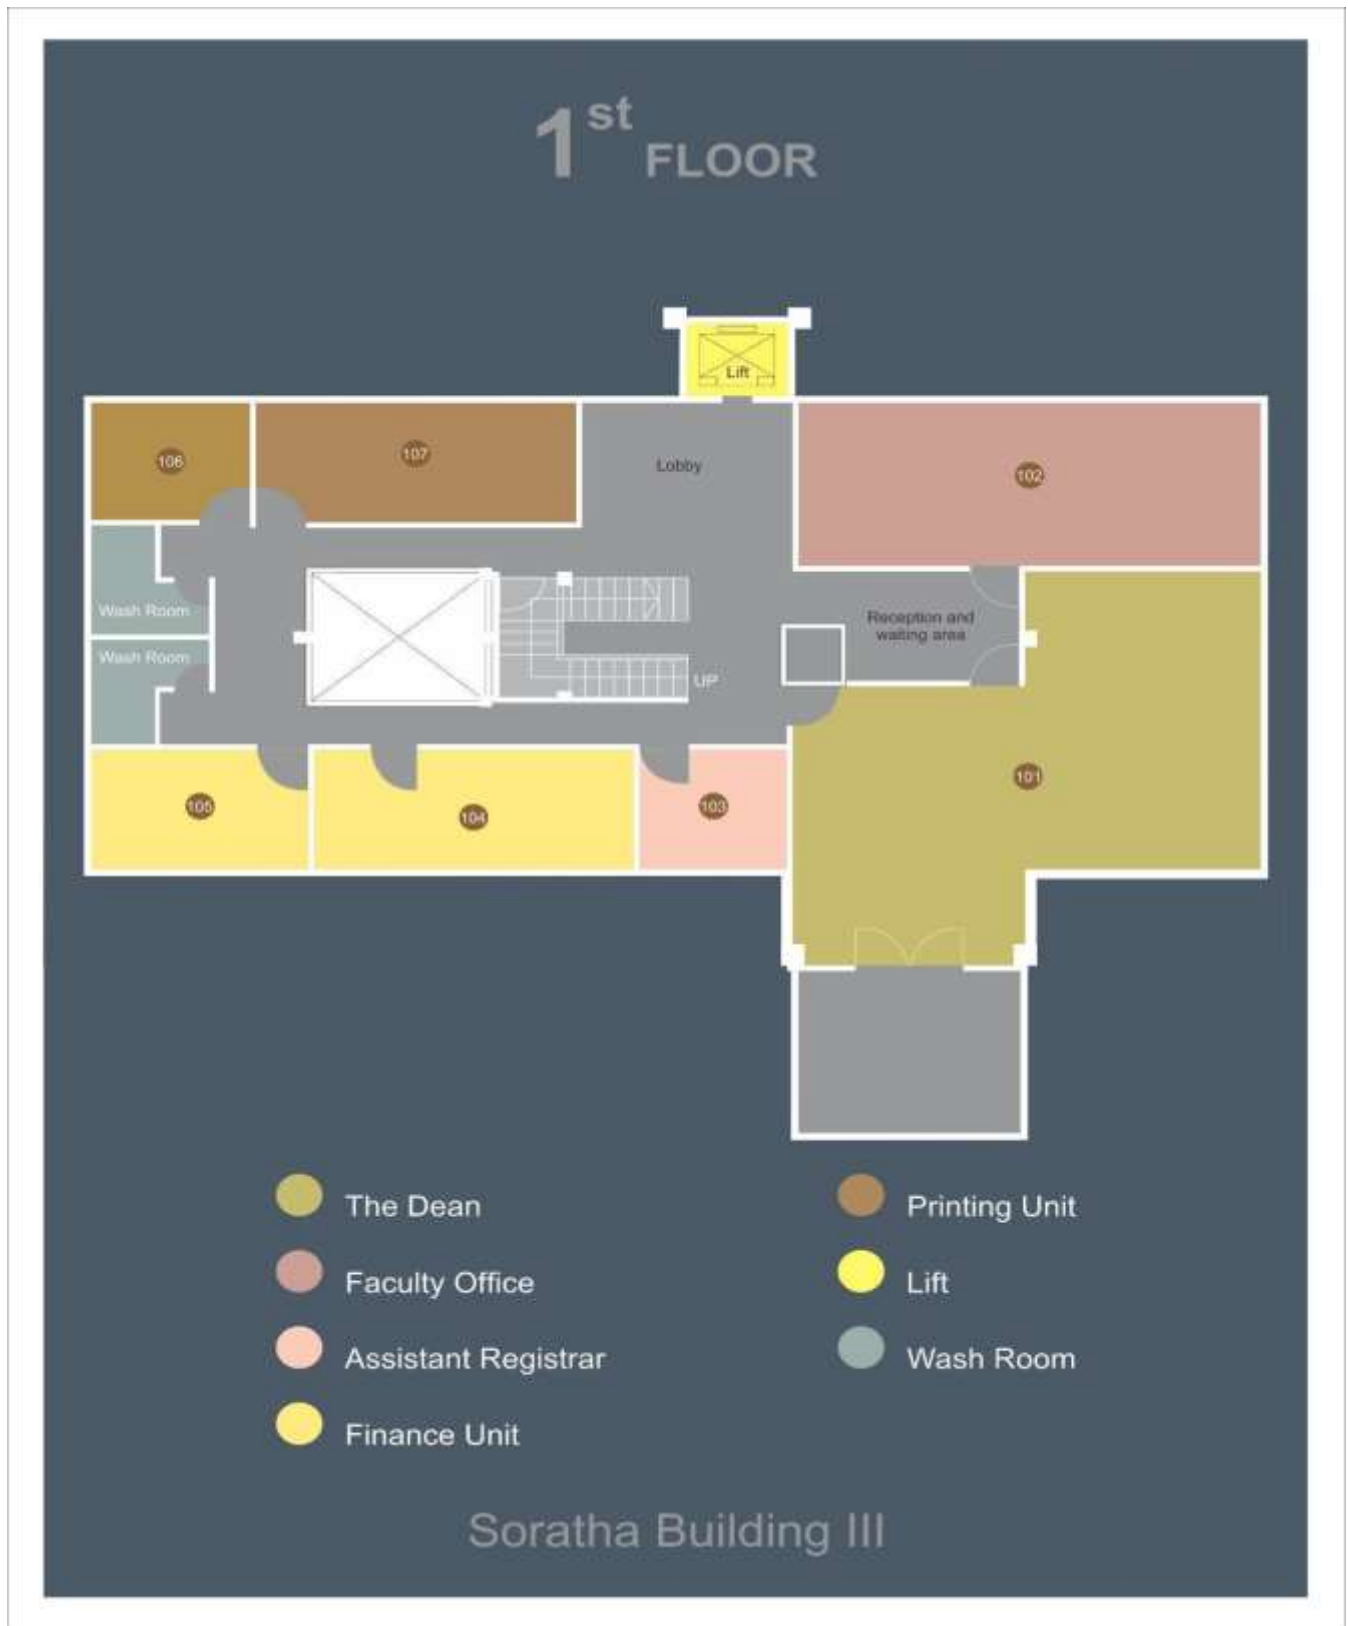 1st
FLOOR
Lift
106
107
Lobby
102
Wash Room
Reception and
waiting area
Wash Room
UP
101
105
104
103
The Dean
Faculty Office
Assistant Registrar
Finance Unit
Printing Unit
Lift
Wash Room
Soratha Building III